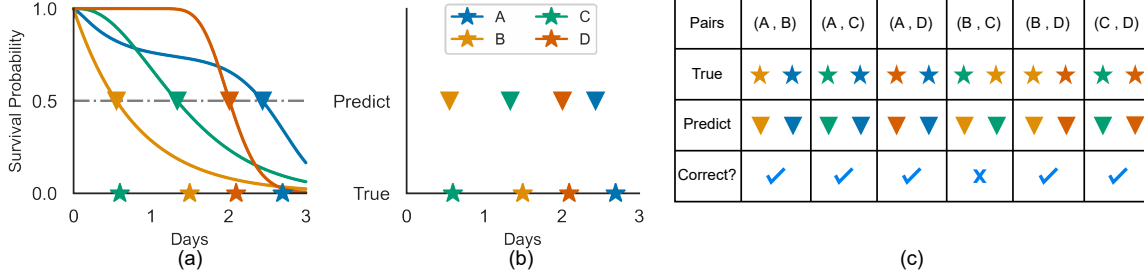 Survival Probability
1.0
0.5
0.0
0 1 2 3
Days
(a)
A C
B D
Predict
True
0 1 2 3
Days
(b)
Pairs (A , B) (A , C) (A , D) (B , C) (B , D) (C , D)
True
Predict
Correct? ✓ ✓ ✓ X ✓ ✓
(c)